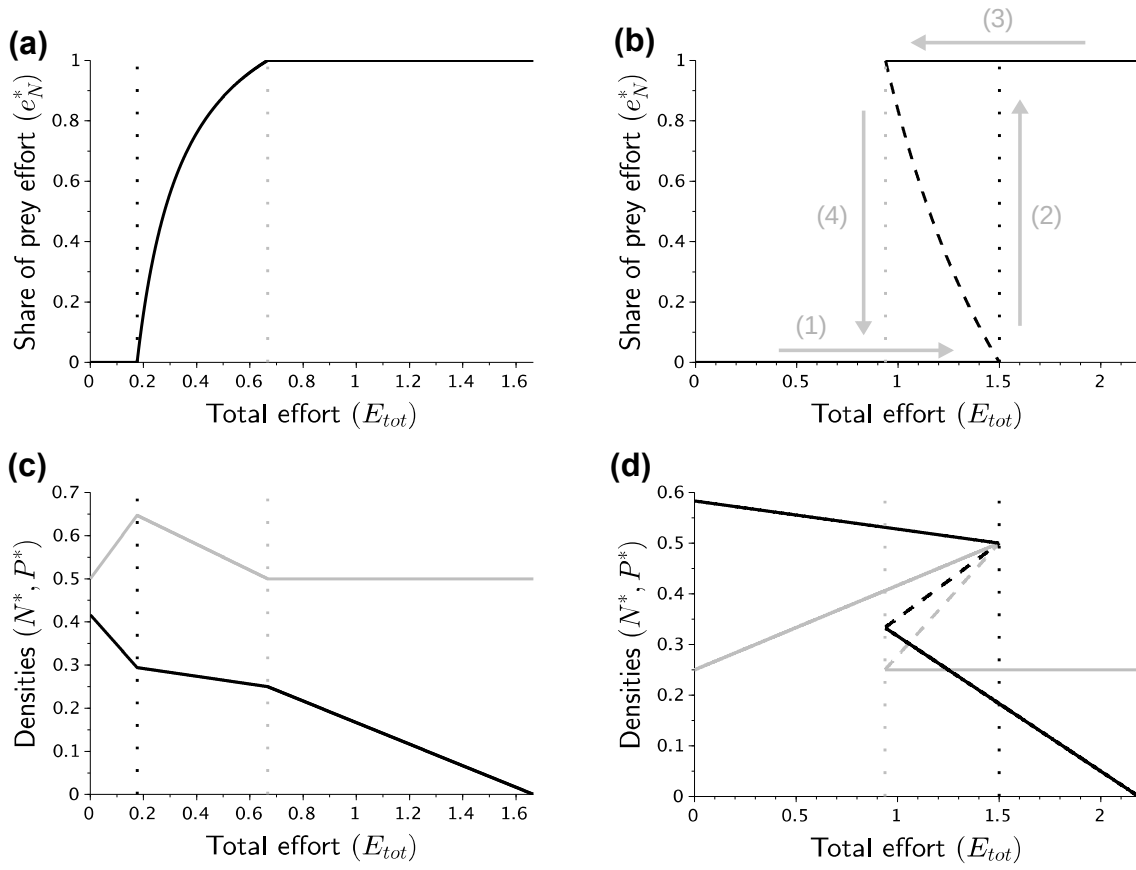 (a)
Share of prey effort (e*N)
1
0.8
0.6
0.4
0.2
0
0 0.2 0.4 0.6 0.8 1 1.2 1.4 1.6
Total effort (Etot)
(b)
(3)
Share of prey effort (e*N)
1
0.8
0.6
0.4
0.2
0
(4)
(2)
(1)
0 0.5 1 1.5 2
Total effort (Etot)
(c)
Densities (N*, P*)
0.7
0.6
0.5
0.4
0.3
0.2
0.1
0
0 0.2 0.4 0.6 0.8 1 1.2 1.4 1.6
Total effort (Etot)
(d)
Densities (N*, P*)
0.6
0.5
0.4
0.3
0.2
0.1
0
0 0.5 1 1.5 2
Total effort (Etot)